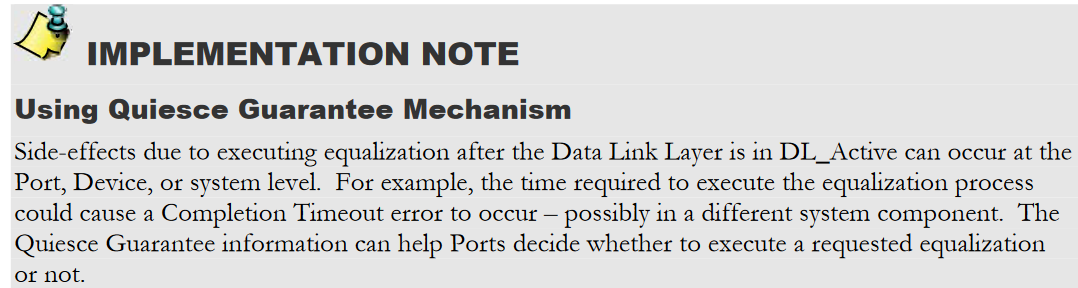 IMPLEMENTATION NOTE
Using Quiesce Guarantee Mechanism
Side-effects due to executing equalization after the Data Link Layer is in DL_Active can occur at the
Port, Device, or system level.  For example, the time required to execute the equalization process
could cause a Completion Timeout error to occur – possibly in a different system component.  The
Quiesce Guarantee information can help Ports decide whether to execute a requested equalization
or not.